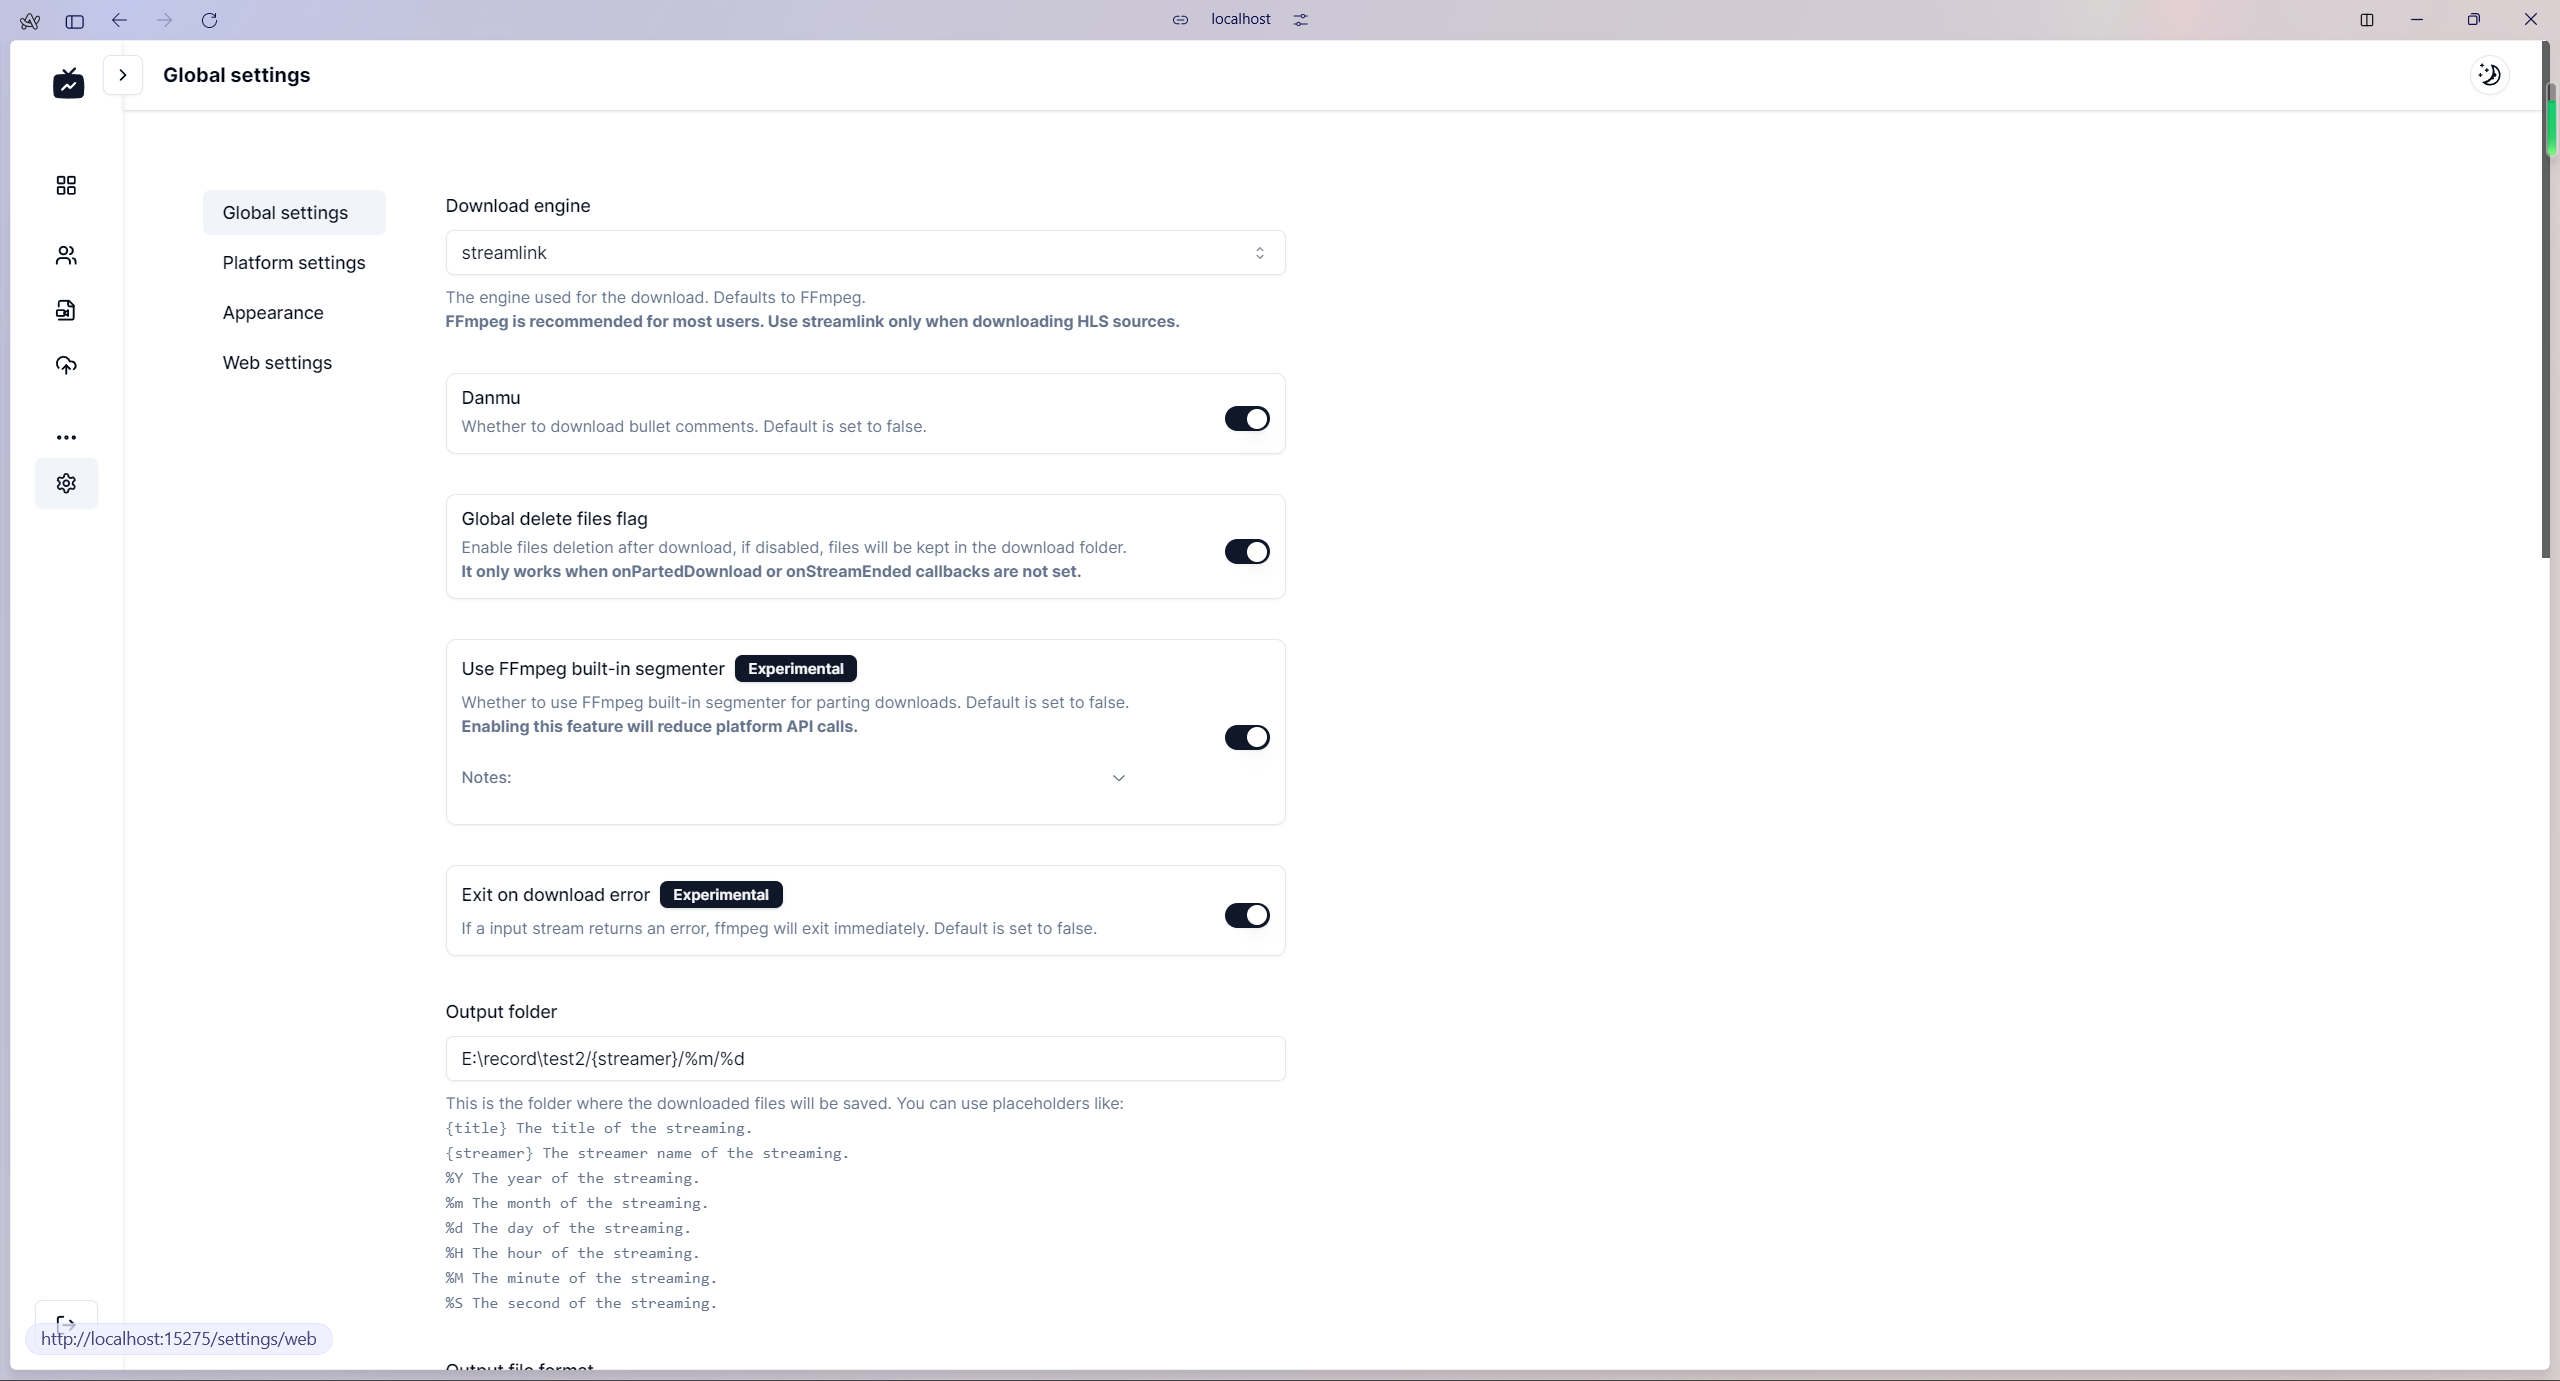 localhost
Global settings
Global settings
Platform settings
Appearance
Web settings
Download engine
streamlink
The engine used for the download. Defaults to FFmpeg.
FFmpeg is recommended for most users. Use streamlink only when downloading HLS sources.
Danmu
Whether to download bullet comments. Default is set to false.
Global delete files flag
Enable files deletion after download, if disabled, files will be kept in the download folder.
It only works when onPartedDownload or onStreamEnded callbacks are not set.
Use FFmpeg built-in segmenter Experimental
Whether to use FFmpeg built-in segmenter for parting downloads. Default is set to false.
Enabling this feature will reduce platform API calls.
Notes:
Exit on download error Experimental
If a input stream returns an error, ffmpeg will exit immediately. Default is set to false.
Output folder
E:\record\test2/{streamer}/%m/%d
This is the folder where the downloaded files will be saved. You can use placeholders like:
{title} The title of the streaming.
{streamer} The streamer name of the streaming.
%Y The year of the streaming.
%m The month of the streaming.
%d The day of the streaming.
%H The hour of the streaming.
%M The minute of the streaming.
%S The second of the streaming.
http://localhost:15275/settings/web
Output file format